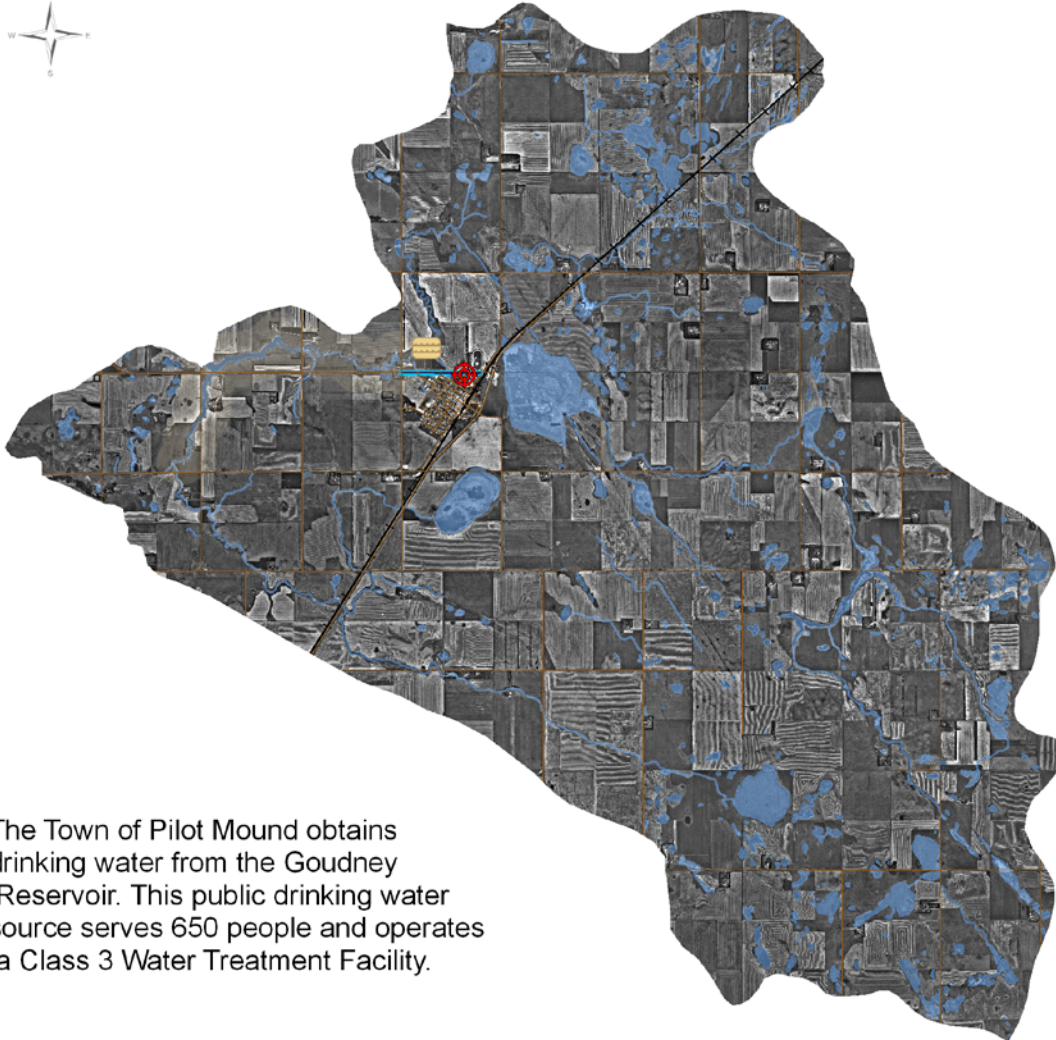 W E
S
The Town of Pilot Mound obtains
drinking water from the Goudney
Reservoir. This public drinking water
source serves 650 people and operates
a Class 3 Water Treatment Facility.